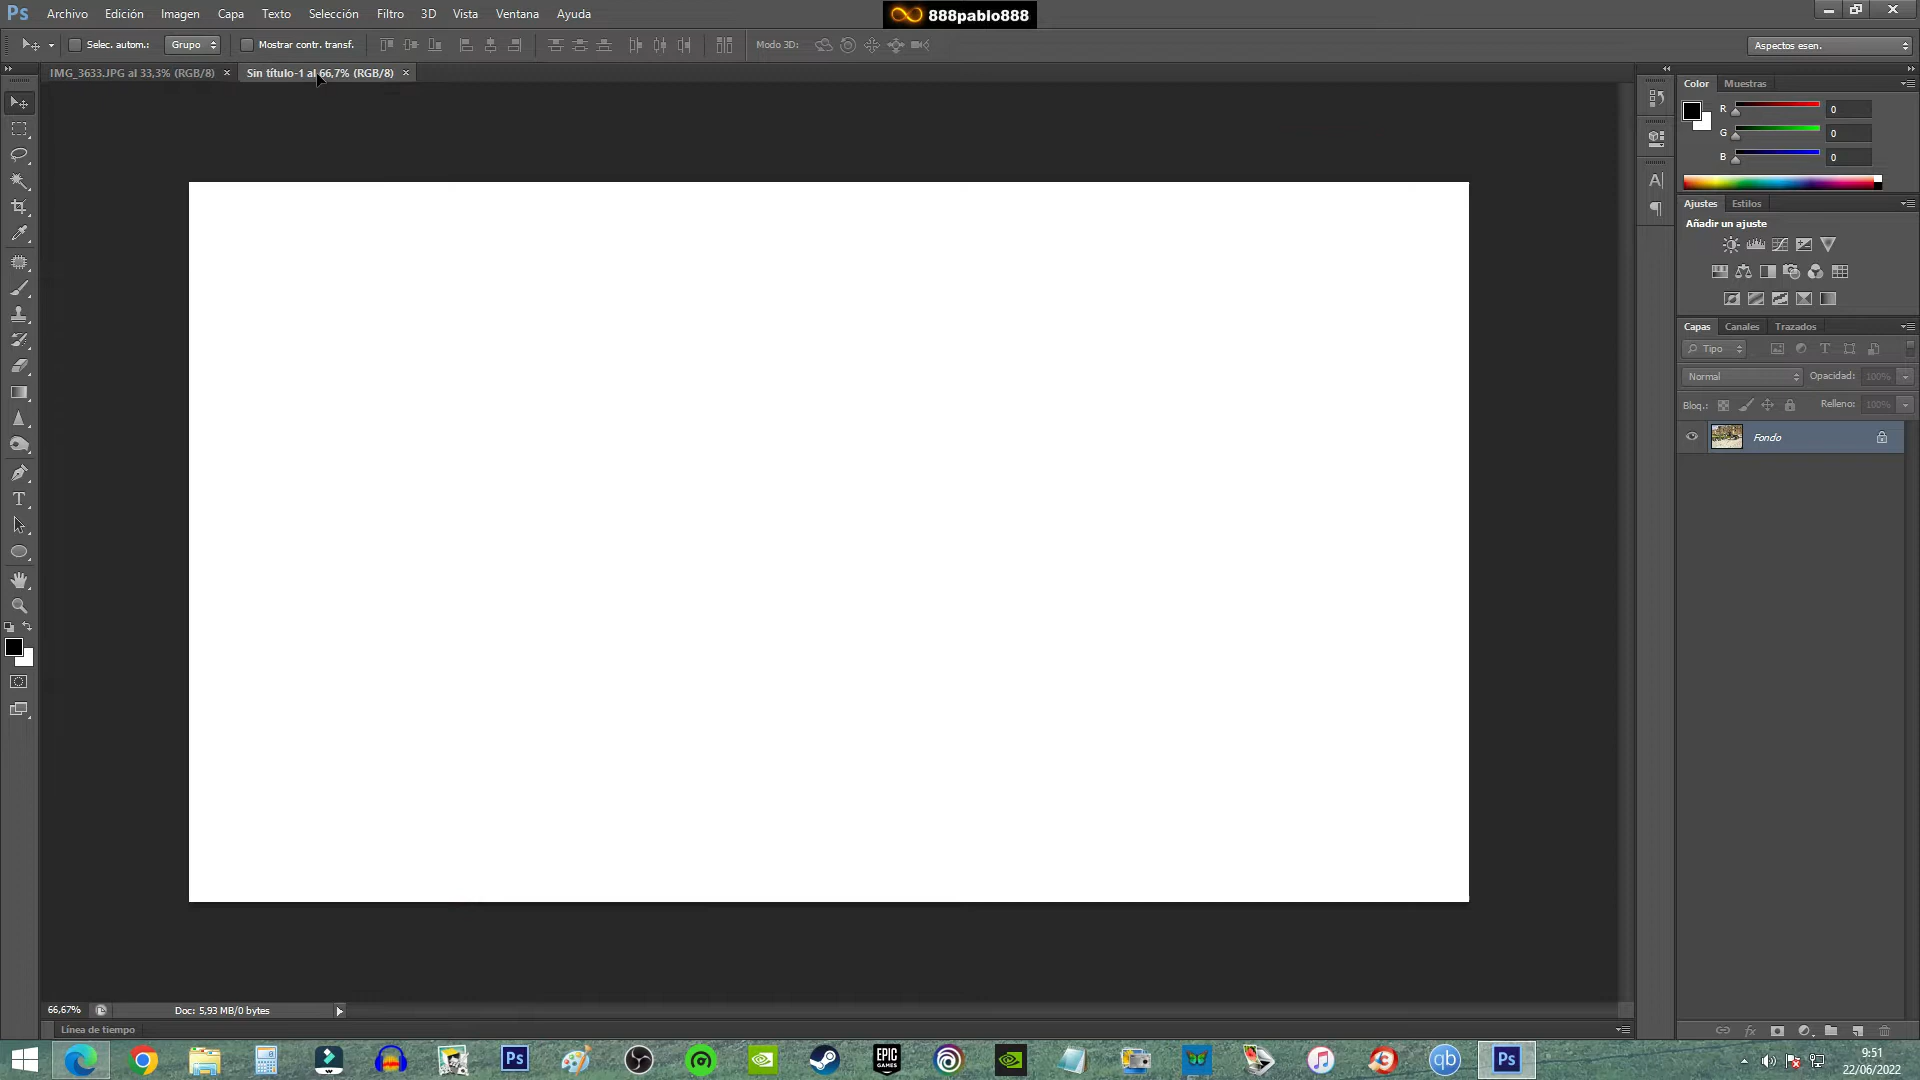 Ps Archivo Edición Imagen Capa Texto Selección Filtro 3D Vista Ventana Ayuda
888pablo888
Selec. autom.: Grupo Mostrar contr. transf. Modo 3D: Aspectos esen.
IMG_3633.JPG al 33,3% (RGB/8) × Sin título-1 al 66,7% (RGB/8) ×
Color Muestras
R 0
G 0
B 0
Ajustes Estilos
Añadir un ajuste
Capas Canales Trazados
Tipo
Normal Opacidad: 100%
Bloq.: Relleno: 100%
Fondo
66,67% Doc: 5,93 MB/0 bytes
Línea de tiempo
Ps
EPIC
GAMES
qb
Ps
9:51
22/06/2022